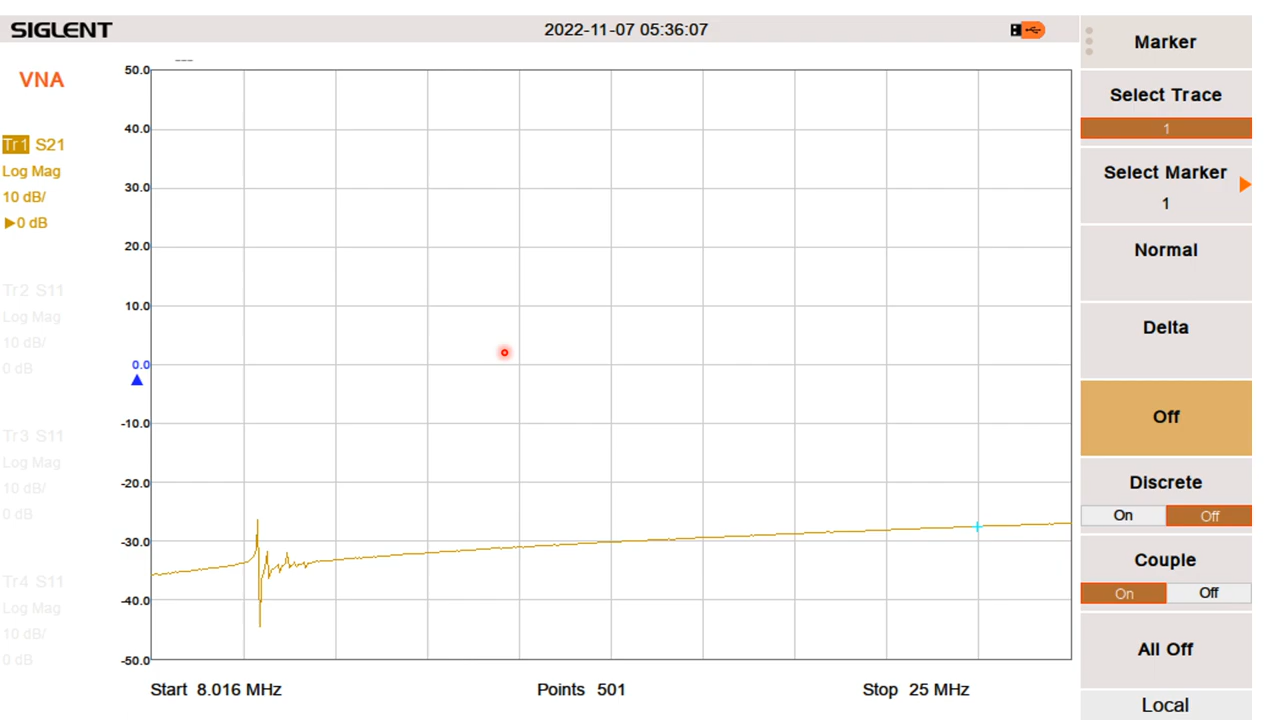 SIGLENT
2022-11-07 05:36:07
VNA
---
Tr1 S21
Log Mag
10 dB/
▶0 dB
Tr2 S11
Log Mag
10 dB/
0 dB
Tr3 S11
Log Mag
10 dB/
0 dB
Tr4 S11
Log Mag
10 dB/
0 dB
50.0
40.0
30.0
20.0
10.0
0.0
-10.0
-20.0
-30.0
-40.0
-50.0
Start 8.016 MHz
Points 501
Stop 25 MHz
Marker
Select Trace
1
Select Marker
1
Normal
Delta
Off
Discrete
On Off
Couple
On Off
All Off
Local